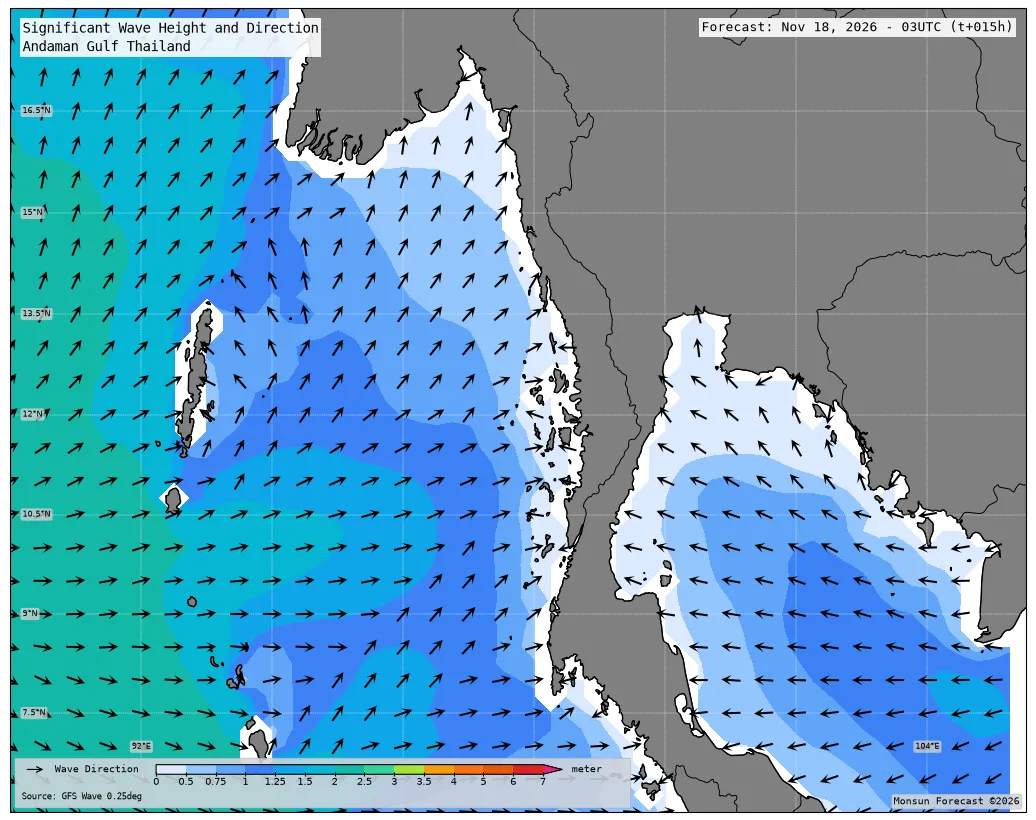 Significant Wave Height and Direction
Andaman Gulf Thailand
Forecast: Nov 18, 2026 - 03UTC (t+015h)
16.5°N
15°N
13.5°N
12°N
10.5°N
9°N
7.5°N
92°E
104°E
Wave Direction
0 0.5 0.75 1 1.25 1.5 2 2.5 3 3.5 4 5 6 7 meter
Source: GFS Wave 0.25deg
Monsun Forecast ©2026